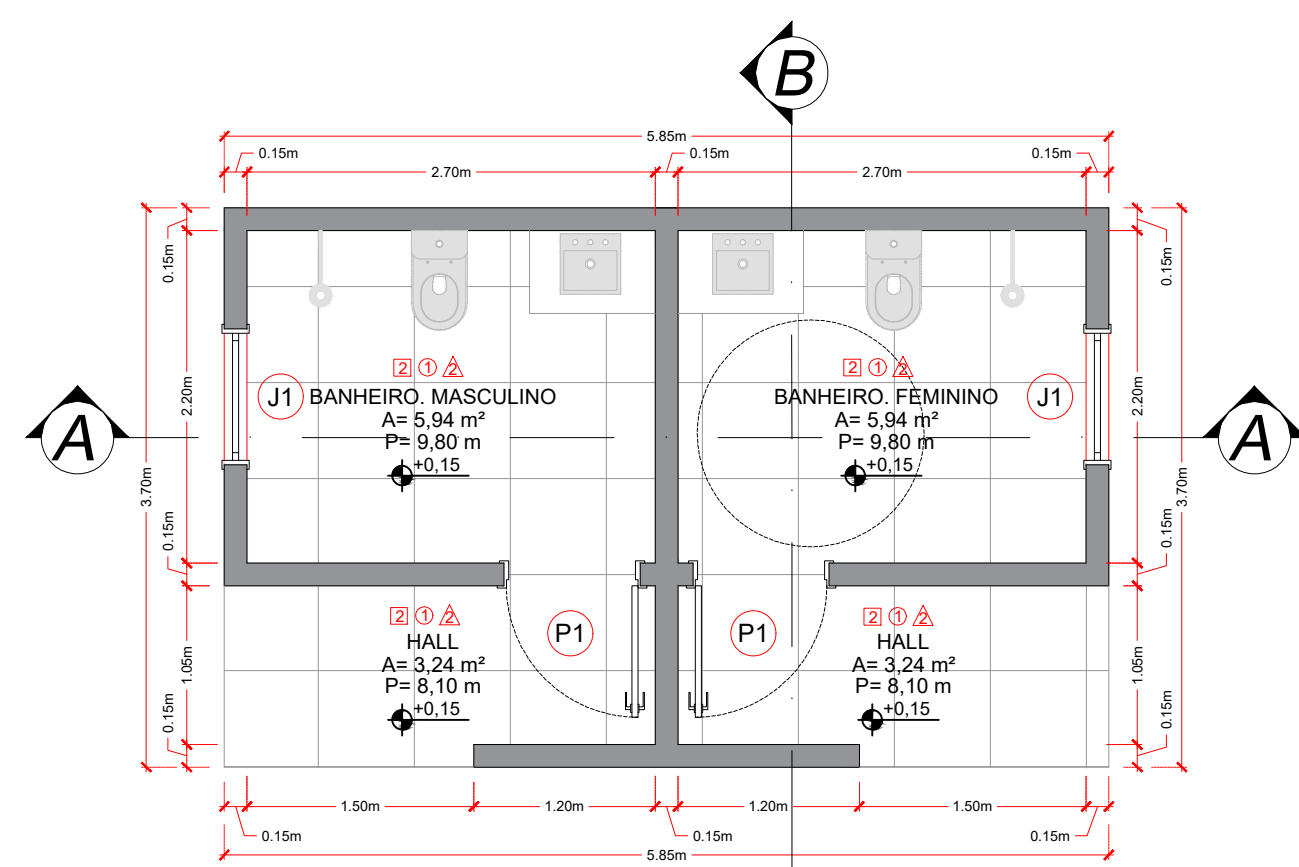 B
5.85m
0.15m
0.15m
0.15m
2.70m
2.70m
0.15m
0.15m
2 1 2
2 1 2
J1
BANHEIRO. MASCULINO
A= 5,94 m²
P= 9,80 m
+0,15
BANHEIRO. FEMININO
A= 5,94 m²
P= 9,80 m
+0,15
J1
A
A
2.20m
2.20m
3.70m
3.70m
0.15m
0.15m
2 1 2
HALL
A= 3,24 m²
P= 8,10 m
+0,15
P1
P1
2 1 2
HALL
A= 3,24 m²
P= 8,10 m
+0,15
1.05m
1.05m
0.15m
0.15m
1.50m
1.20m
1.20m
1.50m
0.15m
0.15m
0.15m
5.85m